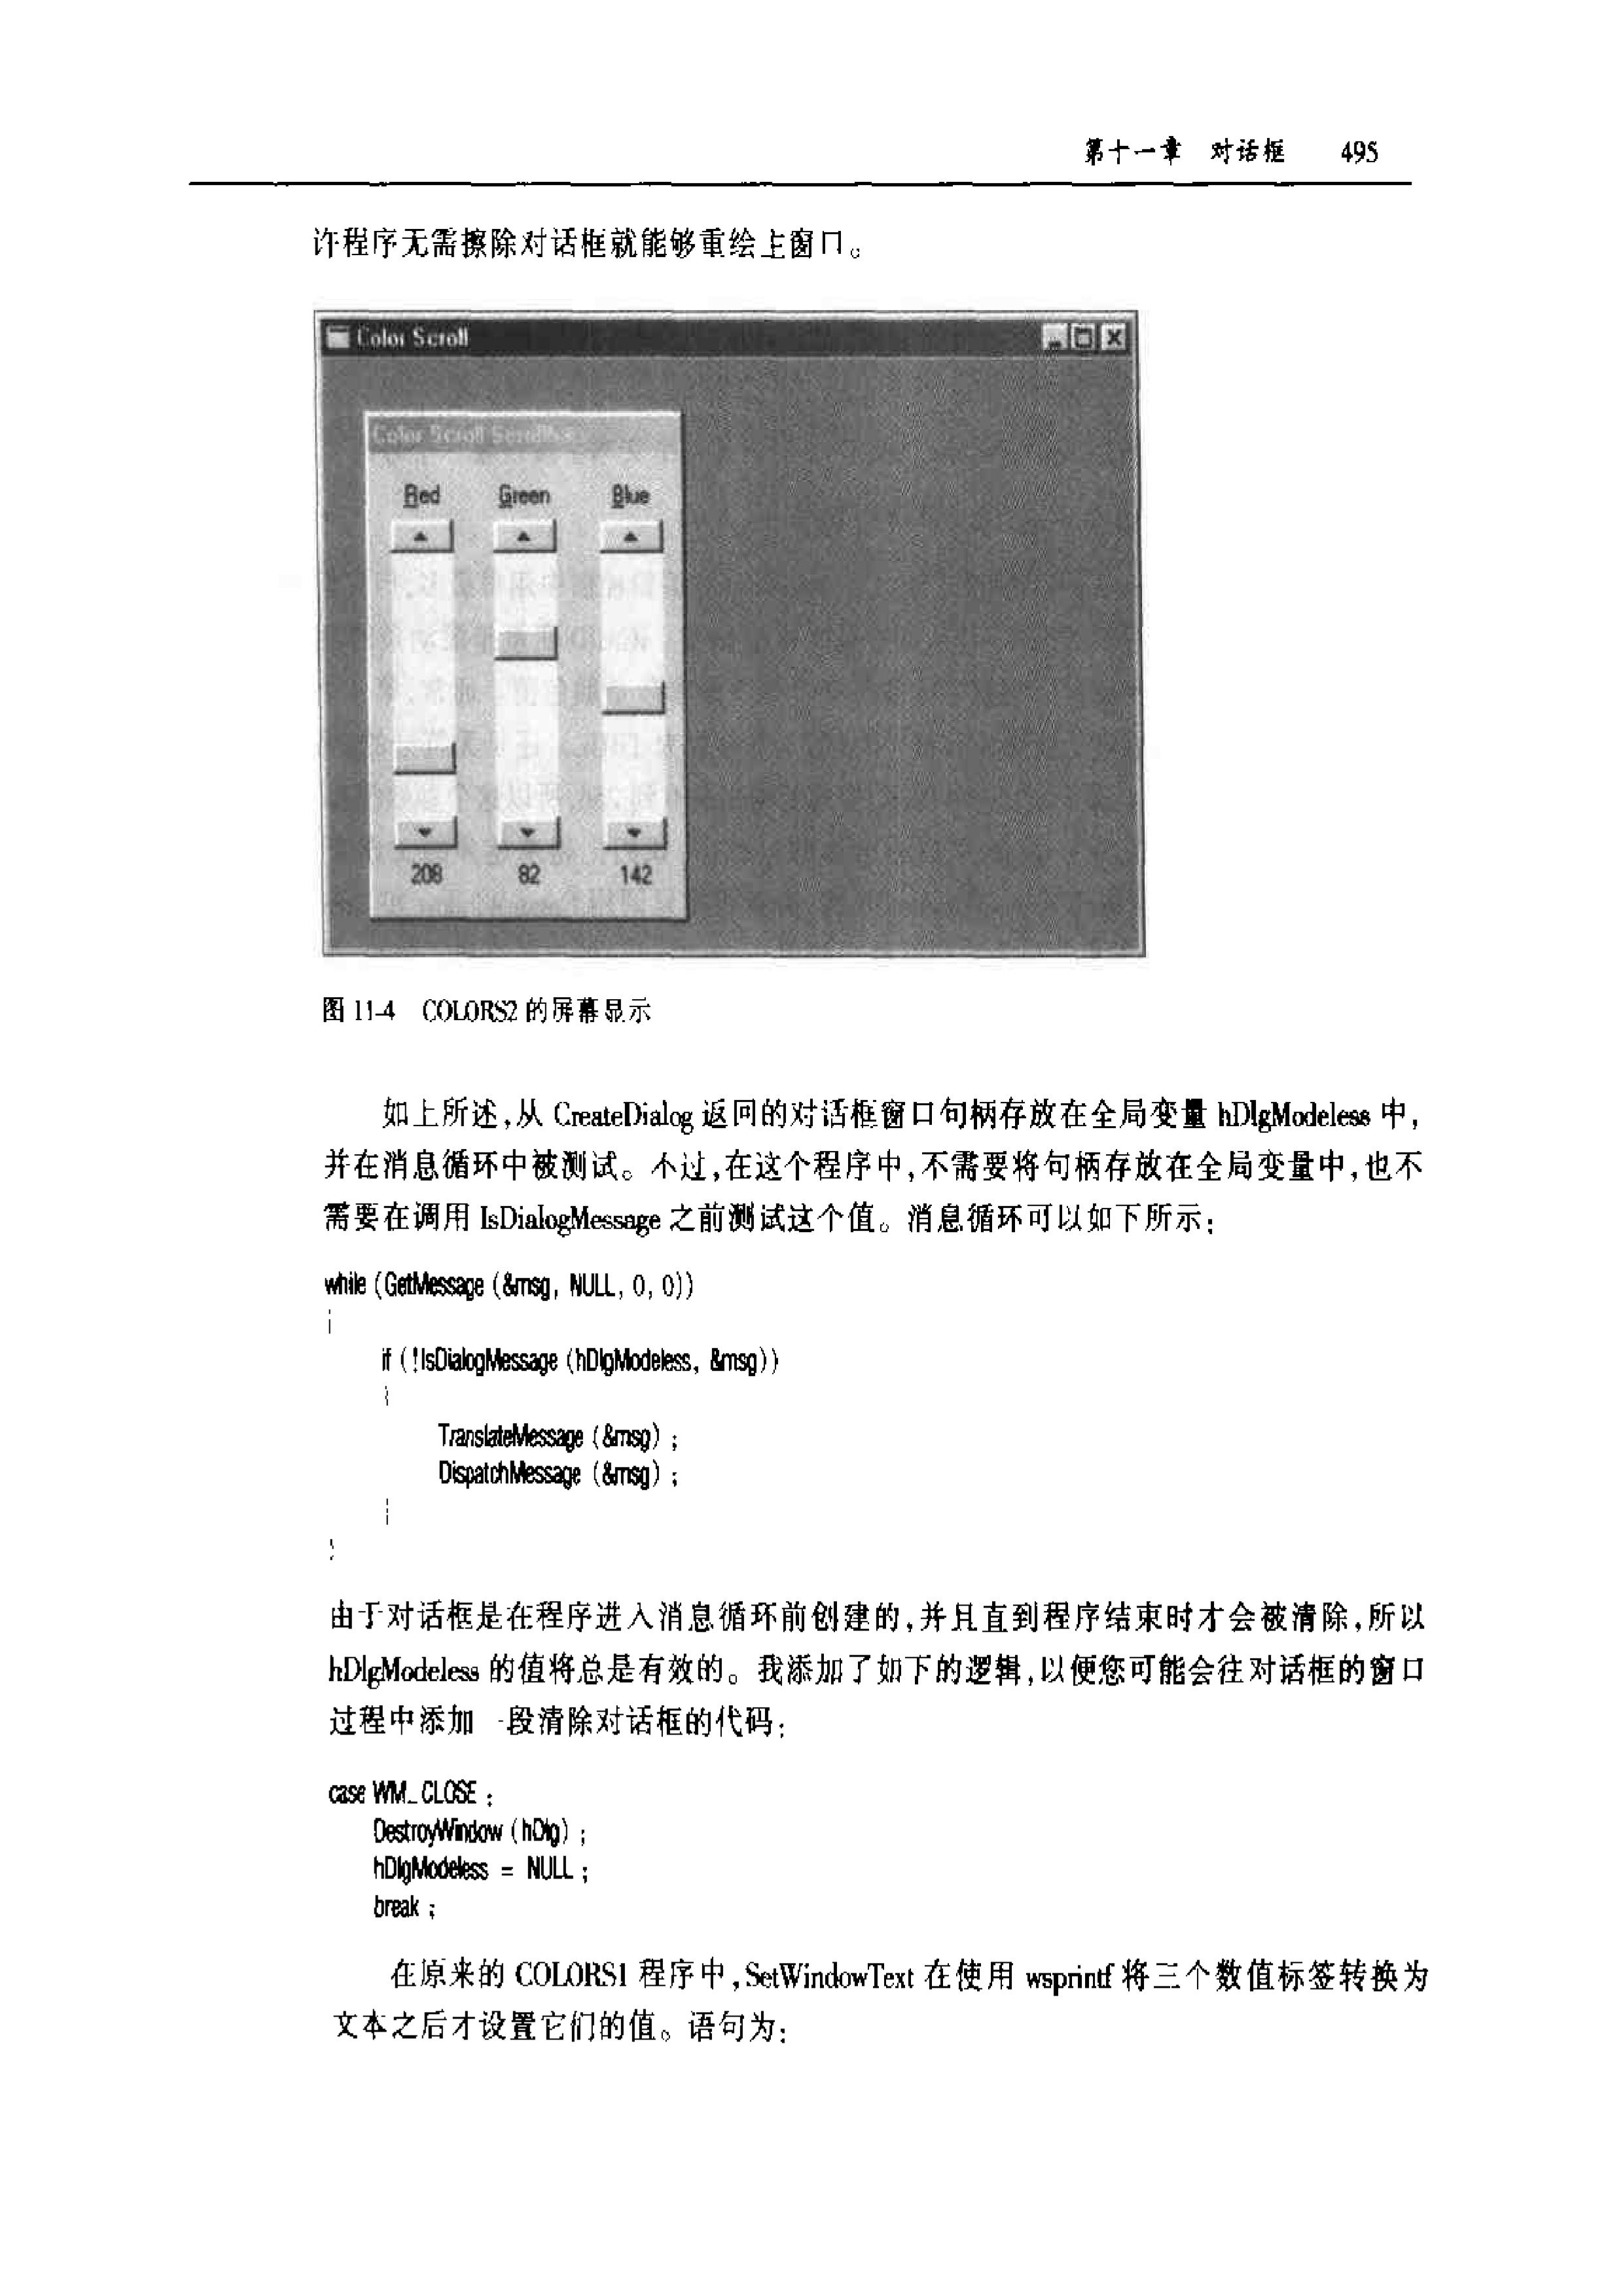 第十一章 对话框 495
许程序无需擦除对话框就能够重绘主窗口。
Color Scroll
Color Scroll Scrollbars
Red Green Blue
208 82 142
图 11-4 COLORS2 的屏幕显示
如上所述,从 CreateDialog 返回的对话框窗口句柄存放在全局变量 hDlgModeless 中,
并在消息循环中被测试。不过,在这个程序中,不需要将句柄存放在全局变量中,也不
需要在调用 IsDialogMessage 之前测试这个值。消息循环可以如下所示:
while (GetMessage (&msg, NULL, 0, 0))
{
if (!IsDialogMessage (hDlgModeless, &msg))
{
TranslateMessage (&msg) ;
DispatchMessage (&msg) ;
}
}
由于对话框是在程序进入消息循环前创建的,并且直到程序结束时才会被清除,所以
hDlgModeless 的值将总是有效的。我添加了如下的逻辑,以便您可能会往对话框的窗口
过程中添加一段清除对话框的代码:
case WM_CLOSE :
DestroyWindow (hDlg) ;
hDlgModeless = NULL ;
break ;
在原来的 COLORS1 程序中,SetWindowText 在使用 wsprintf 将三个数值标签转换为
文本之后才设置它们的值。语句为: